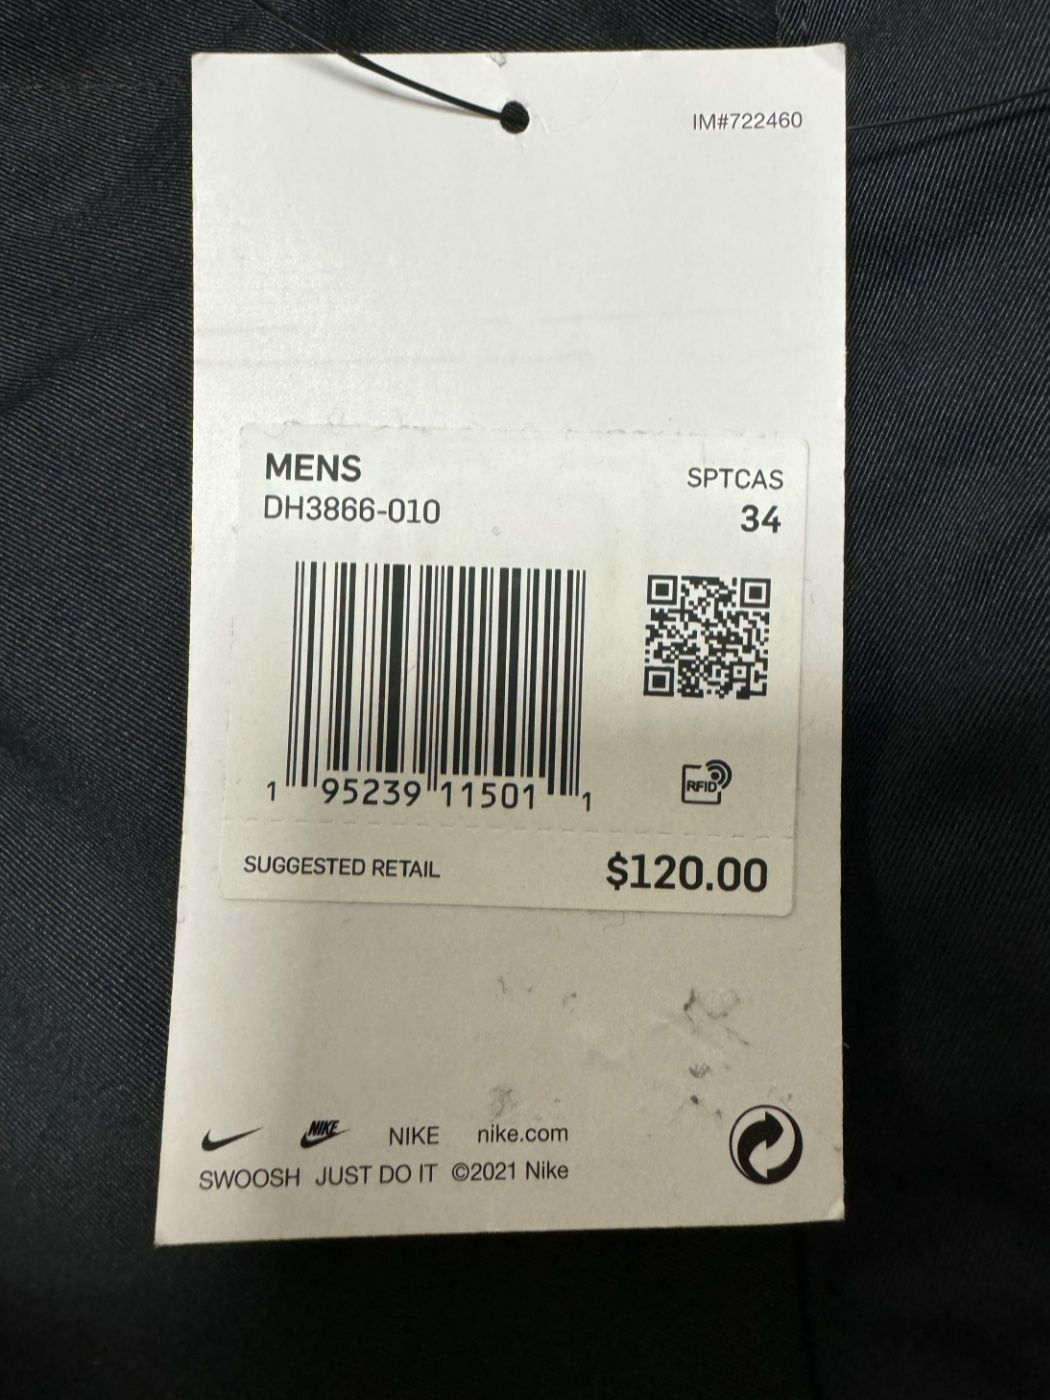 IM#722460
MENS SPTCAS
DH3866-010 34
1 95239 11501 1
RFID
SUGGESTED RETAIL $120.00
NIKE NIKE nike.com
SWOOSH JUST DO IT ©2021 Nike